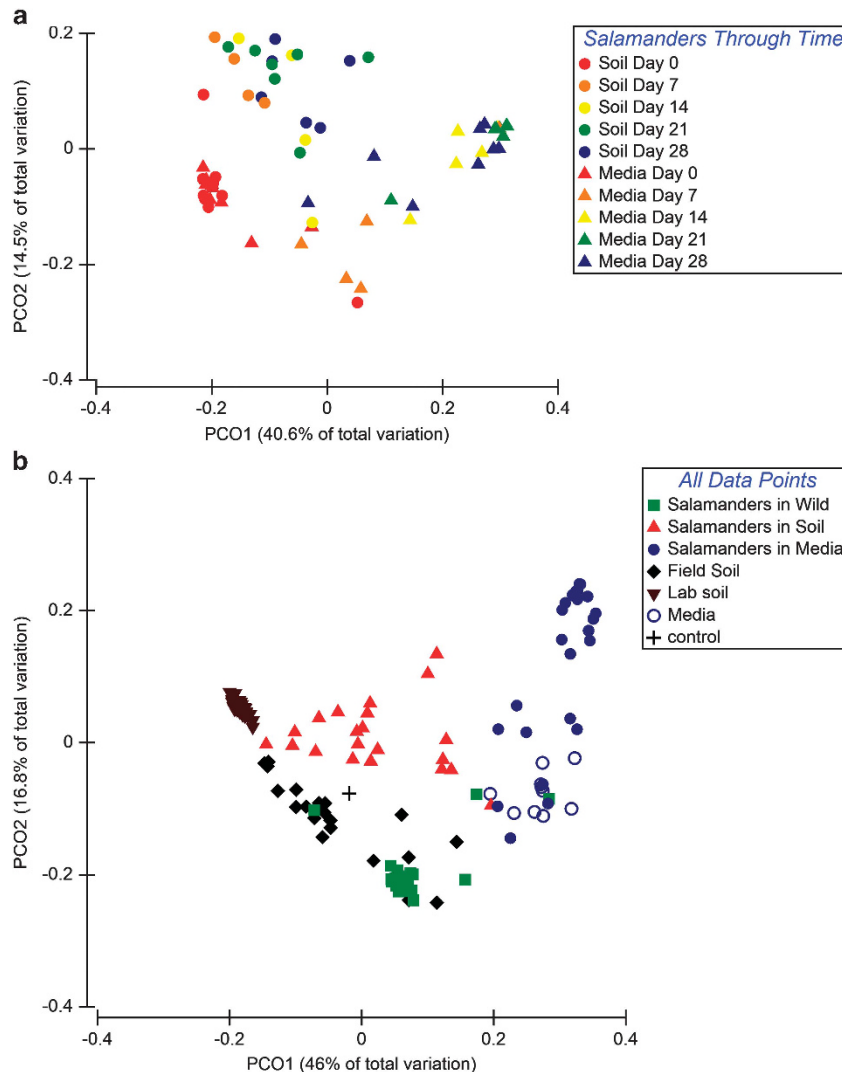 a
0.2
0
-0.2
-0.4
PCO2 (14.5% of total variation)
-0.4
-0.2
0
0.2
0.4
PCO1 (40.6% of total variation)
Salamanders Through Time
Soil Day 0
Soil Day 7
Soil Day 14
Soil Day 21
Soil Day 28
Media Day 0
Media Day 7
Media Day 14
Media Day 21
Media Day 28
b
0.4
0.2
0
-0.2
-0.4
PCO2 (16.8% of total variation)
-0.4
-0.2
0
0.2
0.4
PCO1 (46% of total variation)
All Data Points
Salamanders in Wild
Salamanders in Soil
Salamanders in Media
Field Soil
Lab soil
Media
control